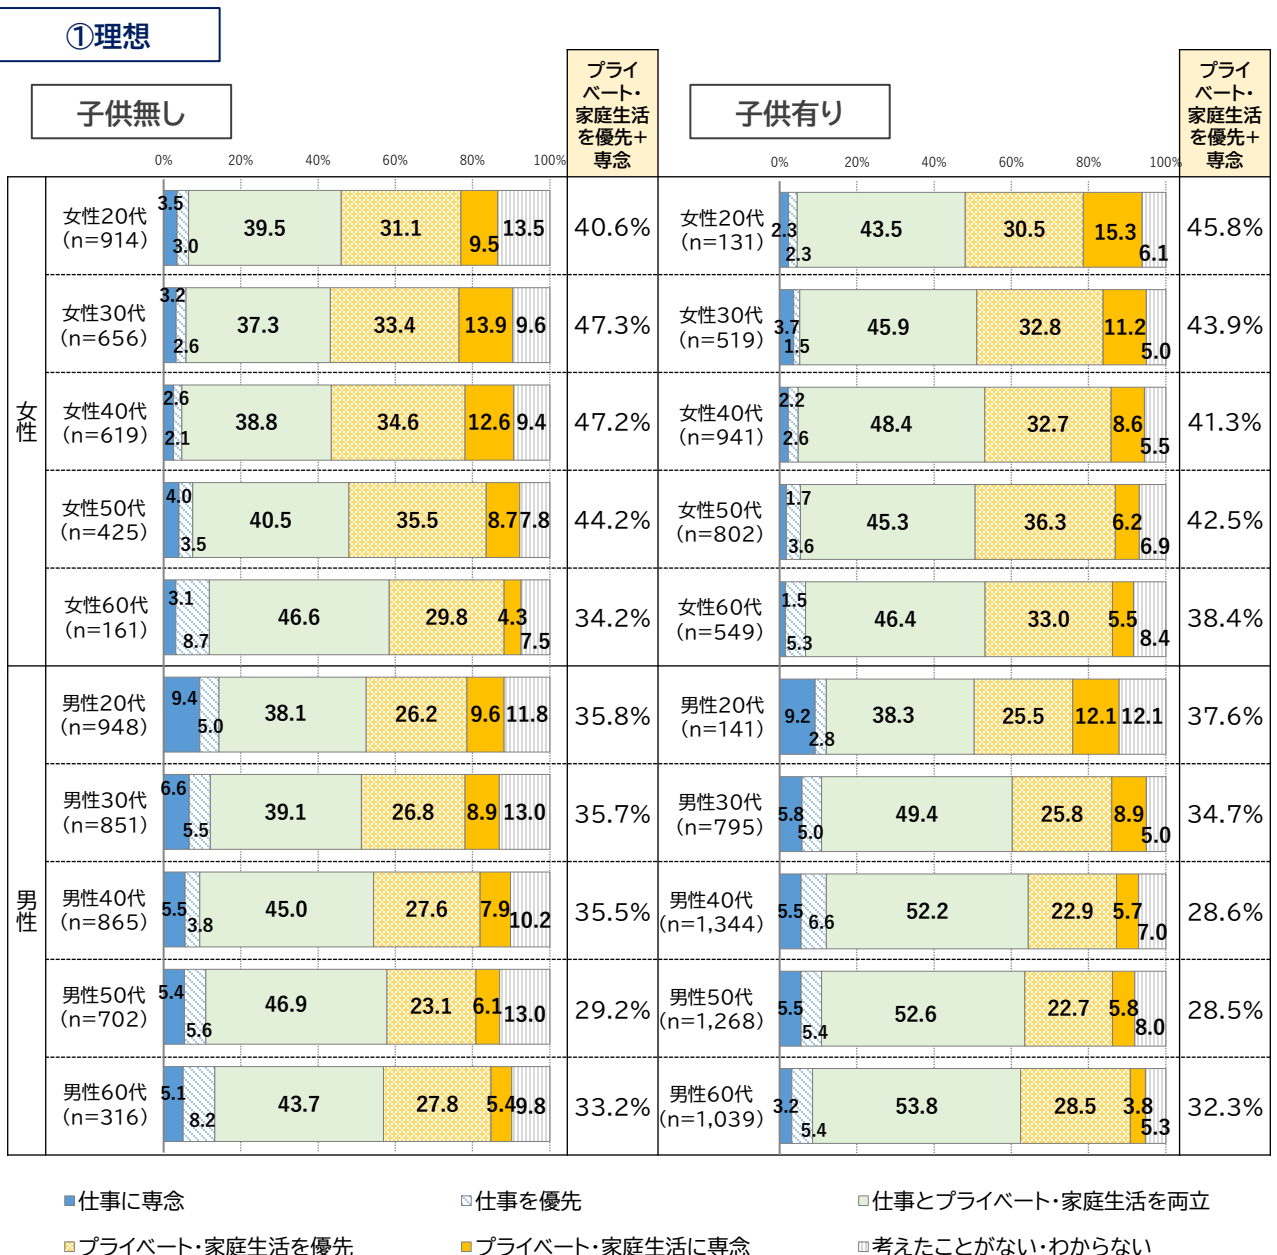 ①理想
子供無し
プライ
ベート・
家庭生活
を優先+
専念
0% 20% 40% 60% 80% 100%
女性
女性20代
(n=914)
3.5 3.0 39.5 31.1 9.5 13.5 40.6%
女性30代
(n=656)
3.2 2.6 37.3 33.4 13.9 9.6 47.3%
女性40代
(n=619)
2.6 2.1 38.8 34.6 12.6 9.4 47.2%
女性50代
(n=425)
4.0 3.5 40.5 35.5 8.7 7.8 44.2%
女性60代
(n=161)
3.1 8.7 46.6 29.8 4.3 7.5 34.2%
男性
男性20代
(n=948)
9.4 5.0 38.1 26.2 9.6 11.8 35.8%
男性30代
(n=851)
6.6 5.5 39.1 26.8 8.9 13.0 35.7%
男性40代
(n=865)
5.5 3.8 45.0 27.6 7.9 10.2 35.5%
男性50代
(n=702)
5.4 5.6 46.9 23.1 6.1 13.0 29.2%
男性60代
(n=316)
5.1 8.2 43.7 27.8 5.4 9.8 33.2%
子供有り
プライ
ベート・
家庭生活
を優先+
専念
0% 20% 40% 60% 80% 100%
女性20代
(n=131)
2.3 2.3 43.5 30.5 15.3 6.1 45.8%
女性30代
(n=519)
3.7 1.5 45.9 32.8 11.2 5.0 43.9%
女性40代
(n=941)
2.2 2.6 48.4 32.7 8.6 5.5 41.3%
女性50代
(n=802)
1.7 3.6 45.3 36.3 6.2 6.9 42.5%
女性60代
(n=549)
1.5 5.3 46.4 33.0 5.5 8.4 38.4%
男性20代
(n=141)
9.2 2.8 38.3 25.5 12.1 12.1 37.6%
男性30代
(n=795)
5.8 5.0 49.4 25.8 8.9 5.0 34.7%
男性40代
(n=1,344)
5.5 6.6 52.2 22.9 5.7 7.0 28.6%
男性50代
(n=1,268)
5.5 5.4 52.6 22.7 5.8 8.0 28.5%
男性60代
(n=1,039)
3.2 5.4 53.8 28.5 3.8 5.3 32.3%
仕事に専念 仕事を優先 仕事とプライベート・家庭生活を両立
プライベート・家庭生活を優先 プライベート・家庭生活に専念 考えたことがない・わからない